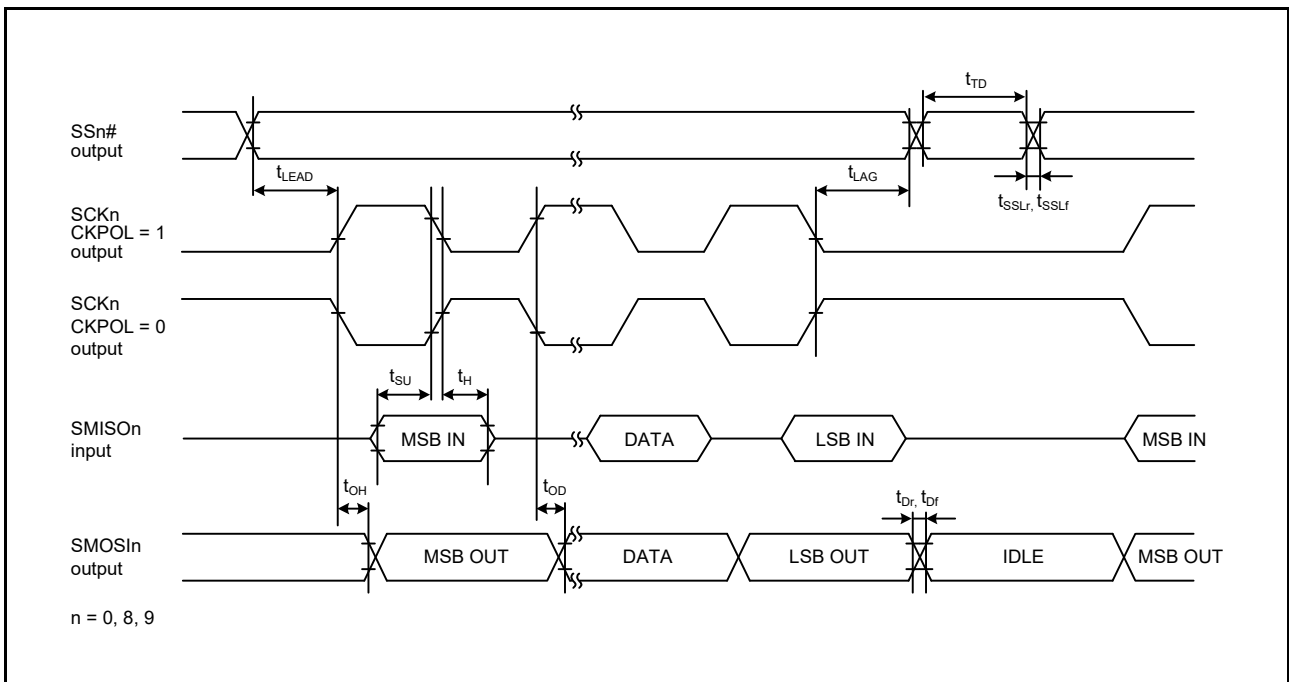 tTD
SSn#
output
tLEAD
tLAG
tSSLr, tSSLf
SCKn
CKPOL = 1
output
SCKn
CKPOL = 0
output
tSU
tH
SMISOn
input
MSB IN
DATA
LSB IN
MSB IN
tOH
tOD
tDr, tDf
SMOSIn
output
MSB OUT
DATA
LSB OUT
IDLE
MSB OUT
n = 0, 8, 9